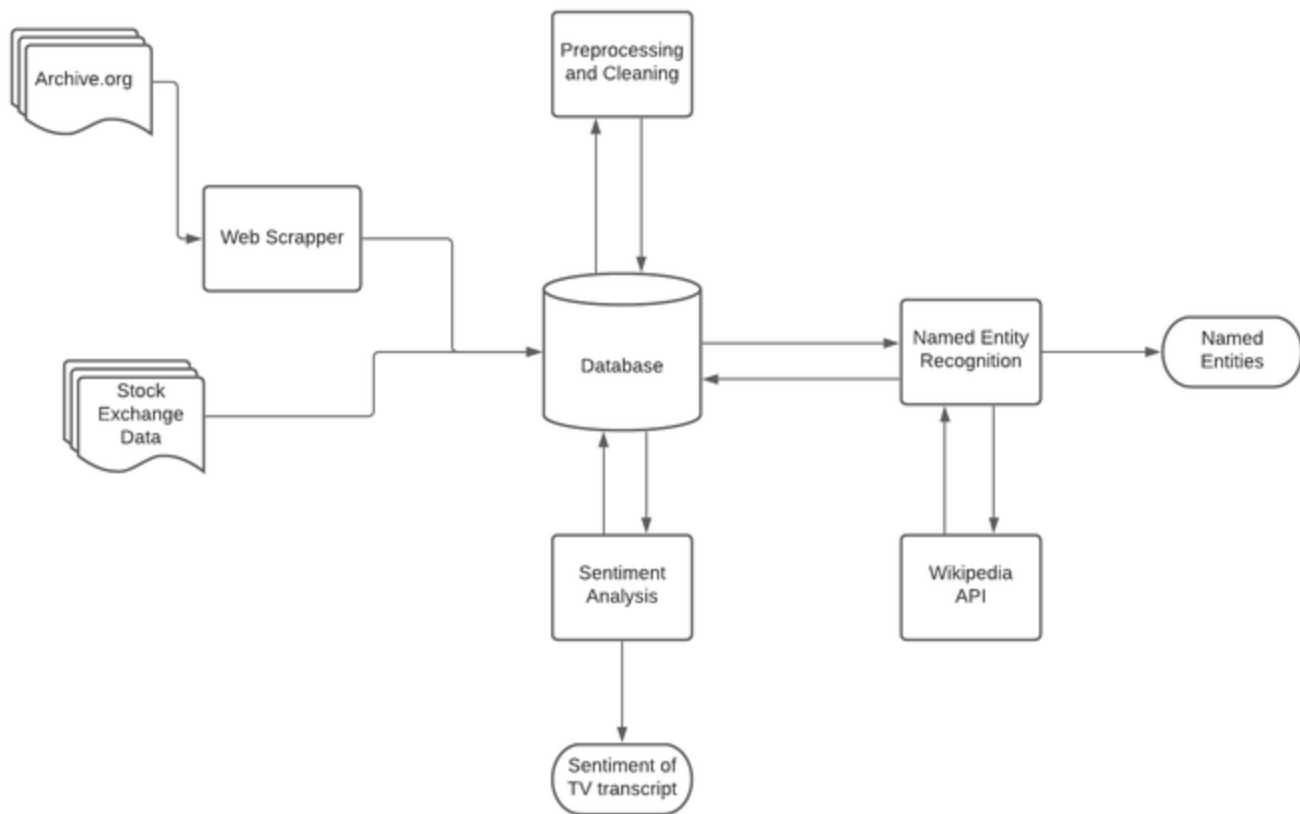 Archive.org
Preprocessing
and Cleaning
Web Scrapper
Stock
Exchange
Data
Database
Named Entity
Recognition
Named
Entities
Sentiment
Analysis
Wikipedia
API
Sentiment of
TV transcript